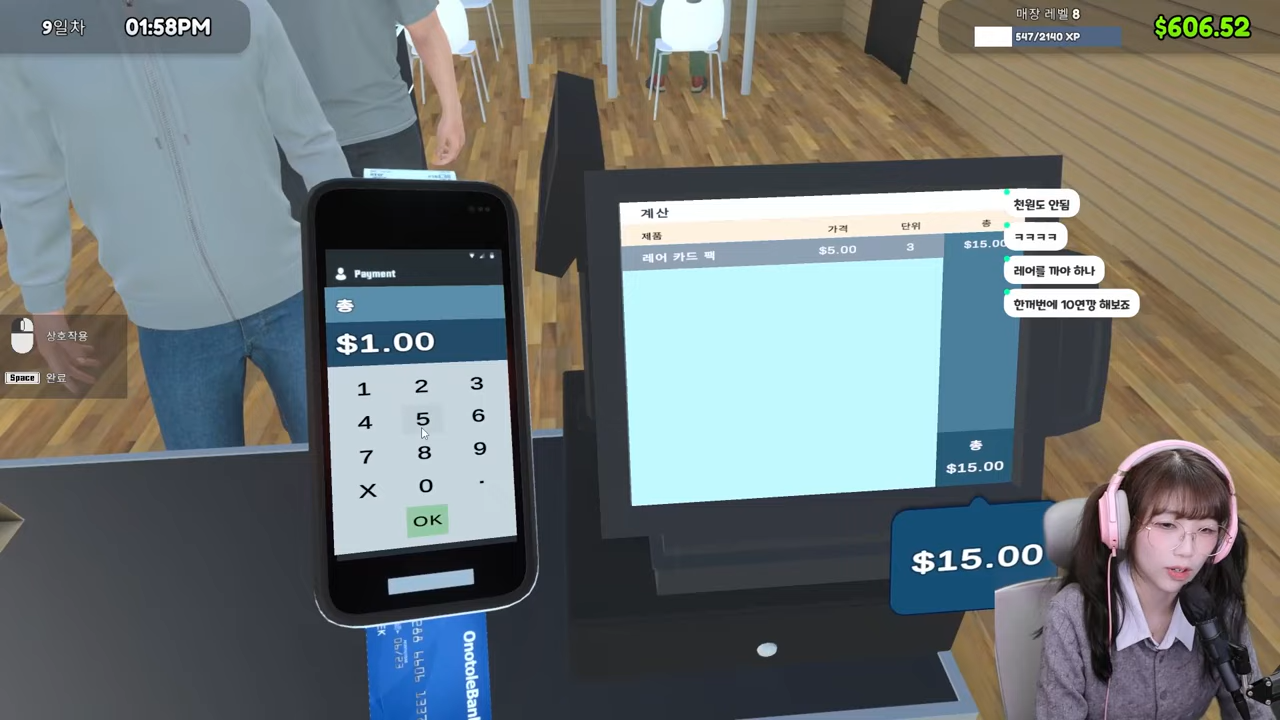 9일차 01:58PM
매장 레벨 8
547/2140 XP
$606.52
상호작용
Space 완료
Payment
총
$1.00
1 2 3
4 5 6
7 8 9
X 0 .
OK
OnotoleBank
계산
제품 가격 단위 총
레어 카드 팩 $5.00 3 $15.00
총
$15.00
$15.00
천원도 안됨
ㅋㅋㅋㅋ
레어를 까야 하나
한꺼번에 10연깡 해보죠